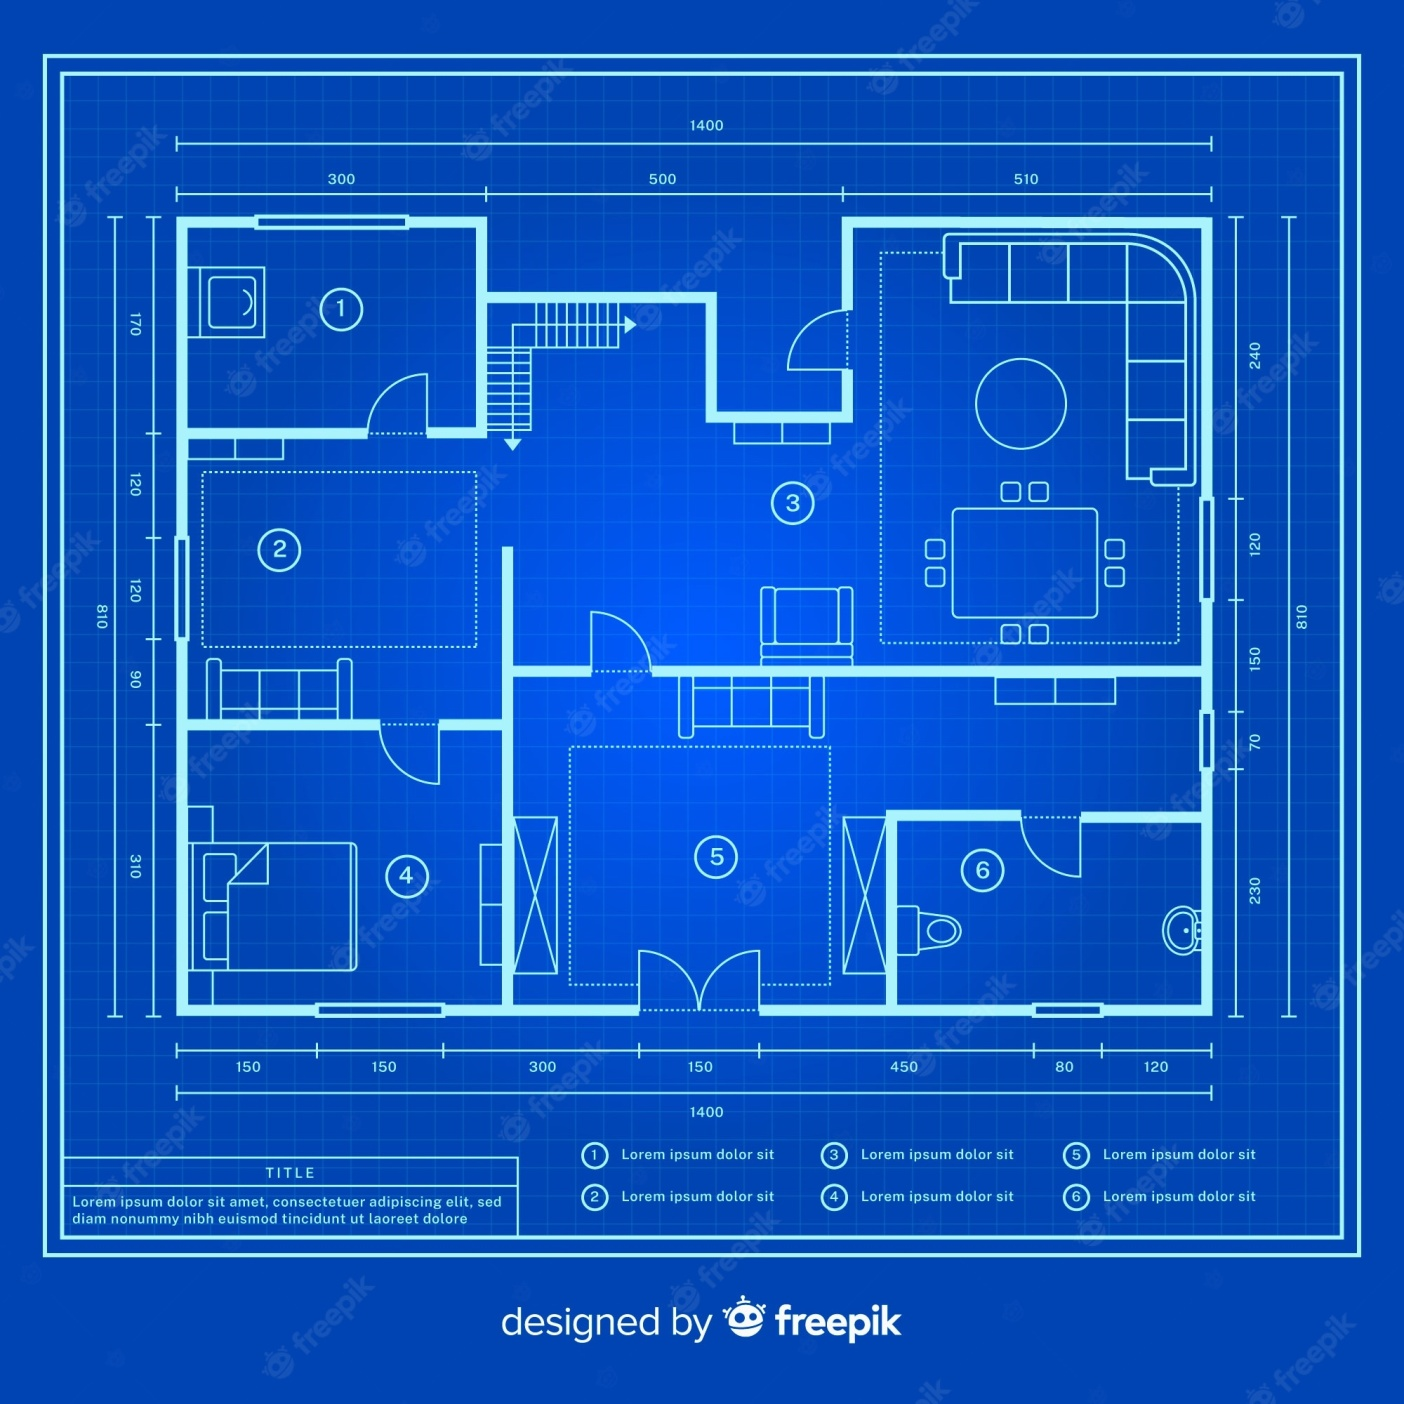 1400
300 500 510
1
170
240
3
120
2
120
120
810
810
150
90
70
5
6
4
310
230
150 150 300 150 450 80 120
1400
1 Lorem ipsum dolor sit 3 Lorem ipsum dolor sit 5 Lorem ipsum dolor sit
TITLE
2 Lorem ipsum dolor sit 4 Lorem ipsum dolor sit 6 Lorem ipsum dolor sit
Lorem ipsum dolor sit amet, consectetuer adipiscing elit, sed
diam nonummy nibh euismod tincidunt ut laoreet dolore
designed by freepik